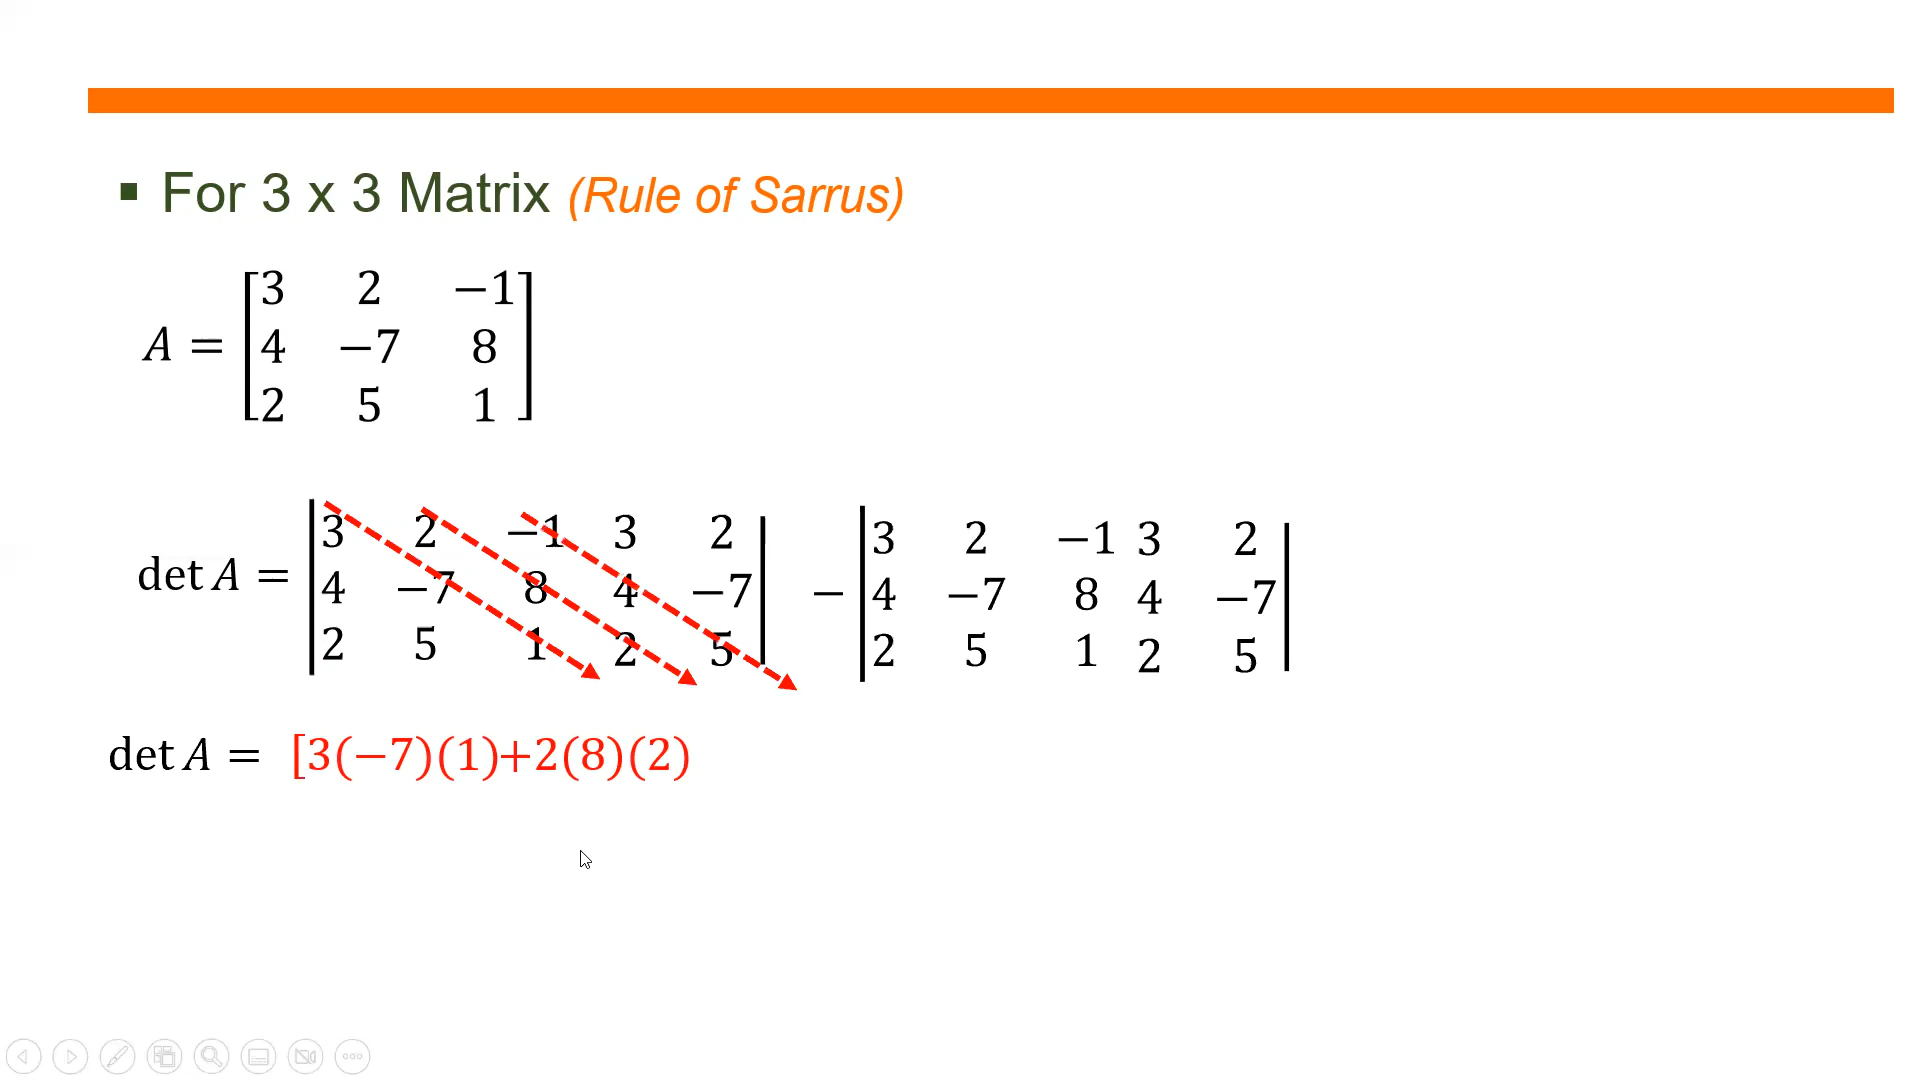 ▪ For 3 x 3 Matrix (Rule of Sarrus)
A = [3 2 −1
4 −7 8
2 5 1]
det A = |3 2 −1 3 2| − |3 2 −1 3 2|
|4 −7 8 4 −7| |4 −7 8 4 −7|
|2 5 1 2 5| |2 5 1 2 5|
det A = [3(−7)(1)+2(8)(2)